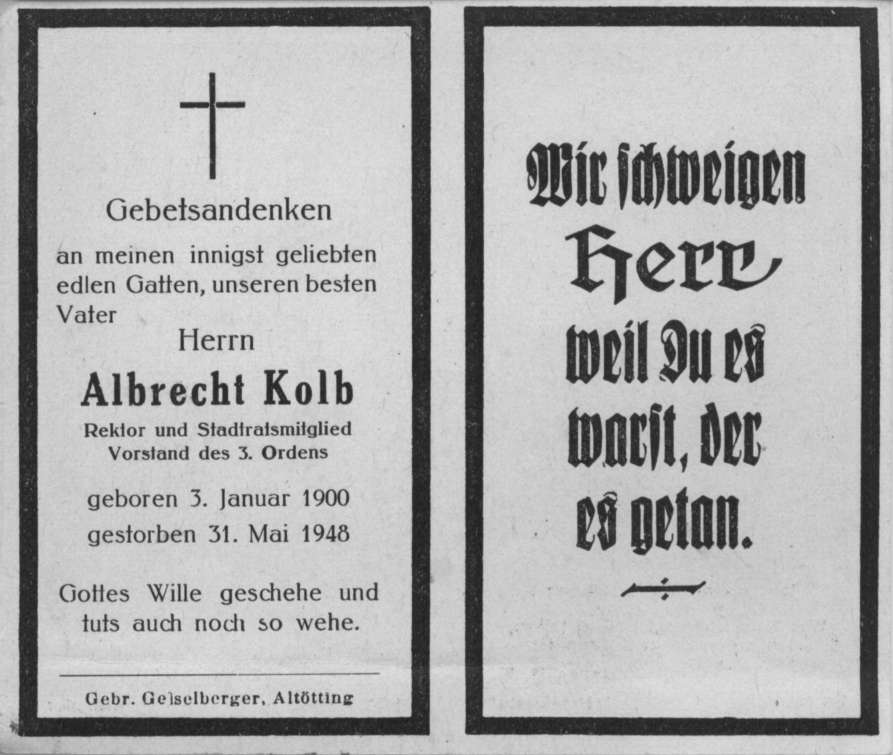 Gebetsandenken
an meinen innigst geliebten
edlen Gatten, unseren besten
Vater
Herrn
Albrecht Kolb
Rektor und Stadtratsmitglied
Vorstand des 3. Ordens
geboren 3. Januar 1900
gestorben 31. Mai 1948
Gottes Wille geschehe und
tuts auch noch so wehe.
Gebr. Geiselberger, Altötting
Wir schweigen
Herr
weil Du es
warst, der
es getan.